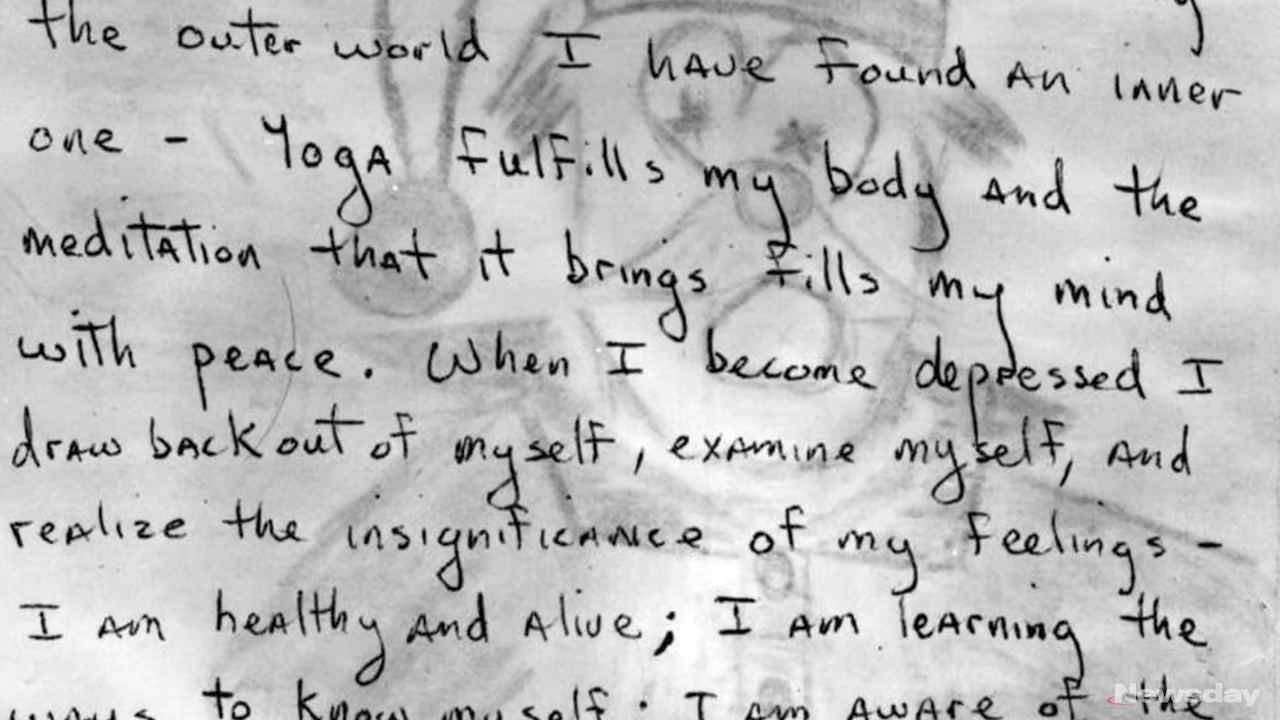 the outer world I have found an inner
one - Yoga fulfills my body and the
meditation that it brings fills my mind
with peace. When I become depressed I
draw back out of myself, examine myself, and
realize the insignificance of my feelings -
I am healthy and alive; I am learning the
to know myself. I am aware of the
Newsday